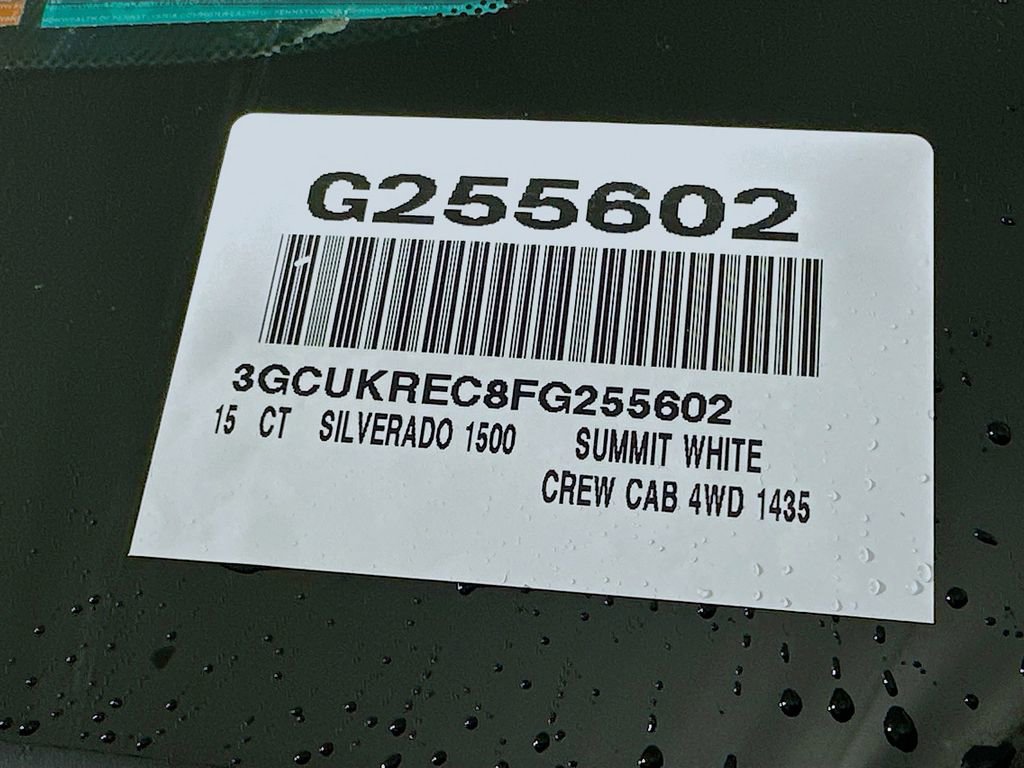 G255602
3GCUKREC8FG255602
15 CT SILVERADO 1500 SUMMIT WHITE
CREW CAB 4WD 1435